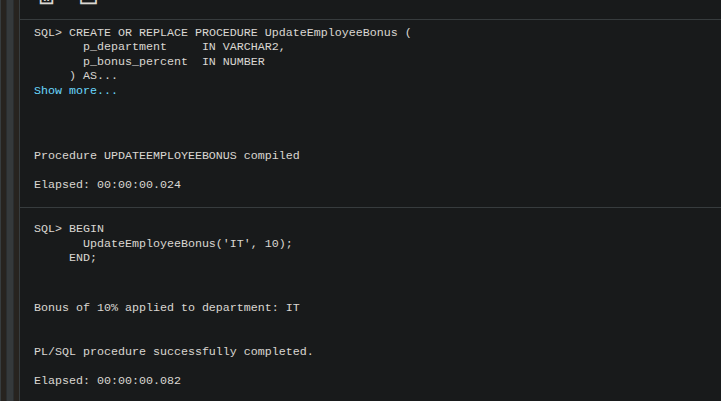 SQL> CREATE OR REPLACE PROCEDURE UpdateEmployeeBonus (
       p_department     IN VARCHAR2,
       p_bonus_percent  IN NUMBER
     ) AS...
Show more...
Procedure UPDATEEMPLOYEEBONUS compiled
Elapsed: 00:00:00.024
SQL> BEGIN
       UpdateEmployeeBonus('IT', 10);
     END;
Bonus of 10% applied to department: IT
PL/SQL procedure successfully completed.
Elapsed: 00:00:00.082